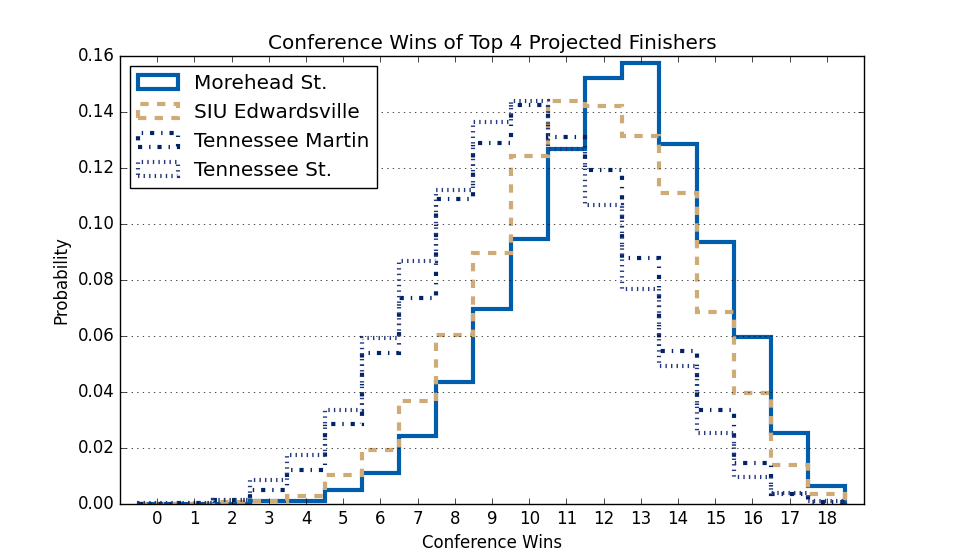 Conference Wins of Top 4 Projected Finishers
0.16
0.14
0.12
0.10
0.08
0.06
0.04
0.02
0.00
Probability
Morehead St.
SIU Edwardsville
Tennessee Martin
Tennessee St.
0 1 2 3 4 5 6 7 8 9 10 11 12 13 14 15 16 17 18
Conference Wins